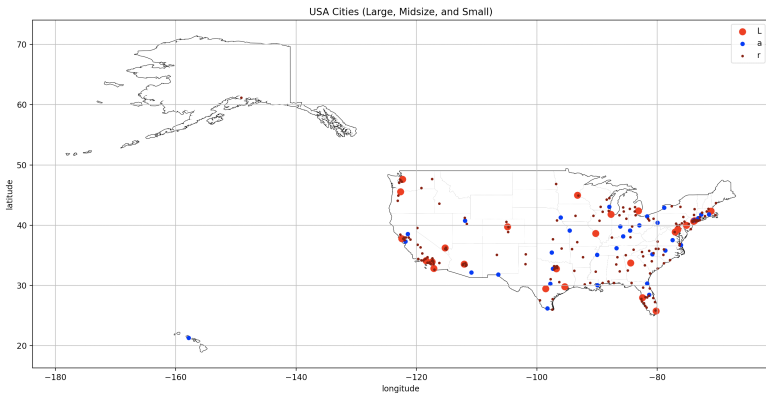 USA Cities (Large, Midsize, and Small)
L
a
r
70
60
50
40
30
20
latitude
−180
−160
−140
−120
−100
−80
longitude